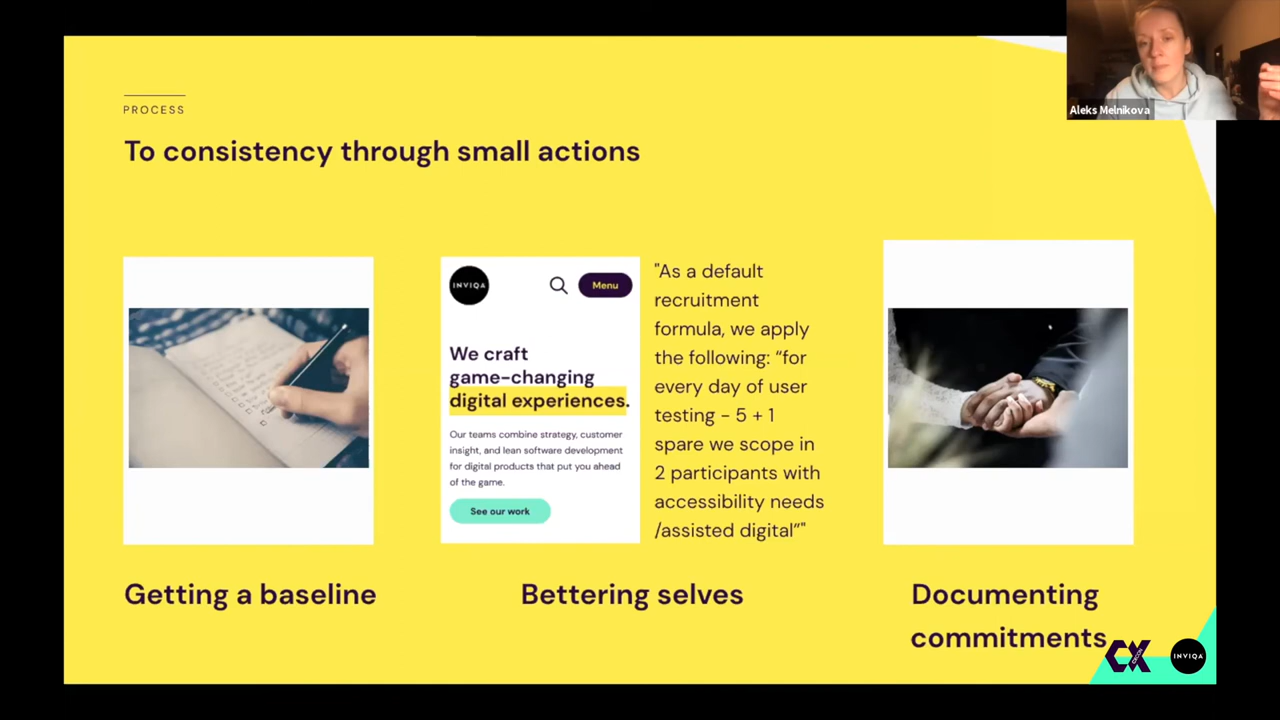 PROCESS
To consistency through small actions
Aleks Melnikova
INVIQA
Menu
We craft
game-changing
digital experiences.
Our teams combine strategy, customer
insight, and lean software development
for digital products that put you ahead
of the game.
See our work
"As a default
recruitment
formula, we apply
the following: “for
every day of user
testing - 5 + 1
spare we scope in
2 participants with
accessibility needs
/assisted digital”"
Getting a baseline
Bettering selves
Documenting
commitments
CX
INVIQA